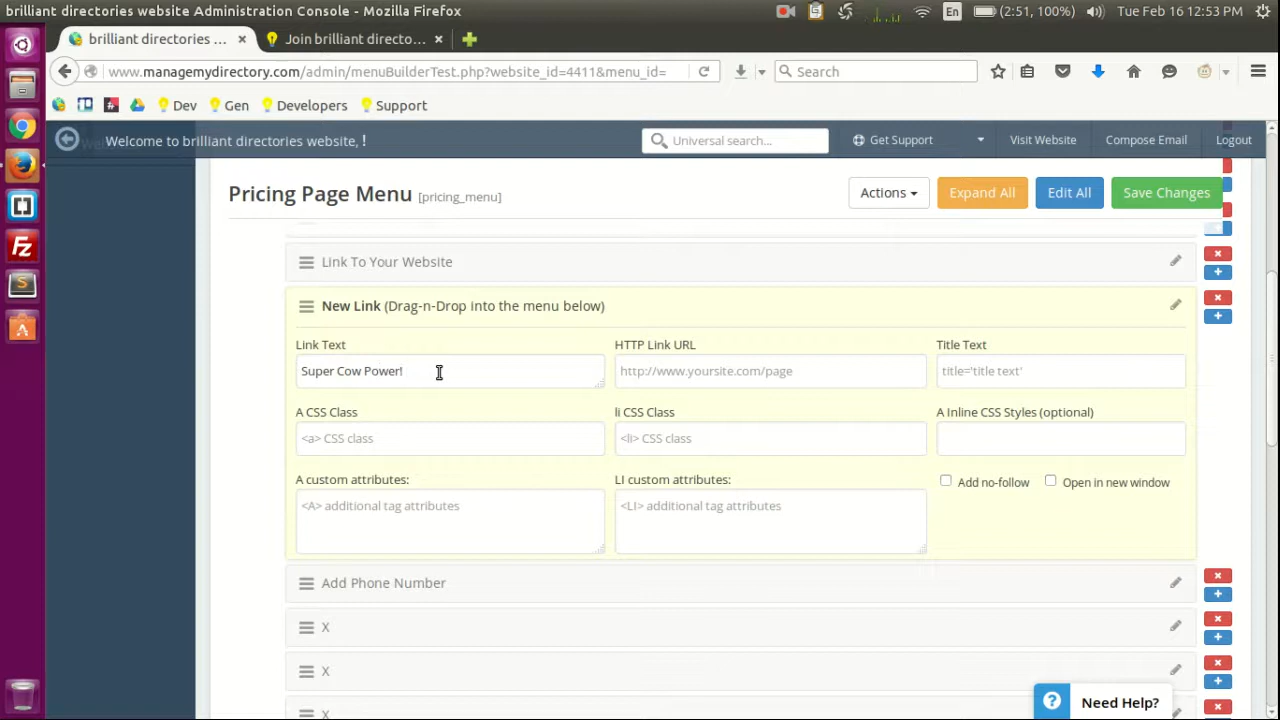 brilliant directories website Administration Console - Mozilla Firefox
En (2:51, 100%) Tue Feb 16 12:53 PM
brilliant directories ... × Join brilliant directo... ×
www.managemydirectory.com/admin/menuBuilderTest.php?website_id=4411&menu_id= Search
Dev Gen Developers Support
Welcome to brilliant directories website, ! Universal search... Get Support Visit Website Compose Email Logout
Pricing Page Menu [pricing_menu] Actions Expand All Edit All Save Changes
Link To Your Website
New Link (Drag-n-Drop into the menu below)
Link Text HTTP Link URL Title Text
Super Cow Power! http://www.yoursite.com/page title='title text'
A CSS Class li CSS Class A Inline CSS Styles (optional)
<a> CSS class <li> CSS class
A custom attributes: LI custom attributes: Add no-follow Open in new window
<A> additional tag attributes <LI> additional tag attributes
Add Phone Number
X
X
X
Need Help?